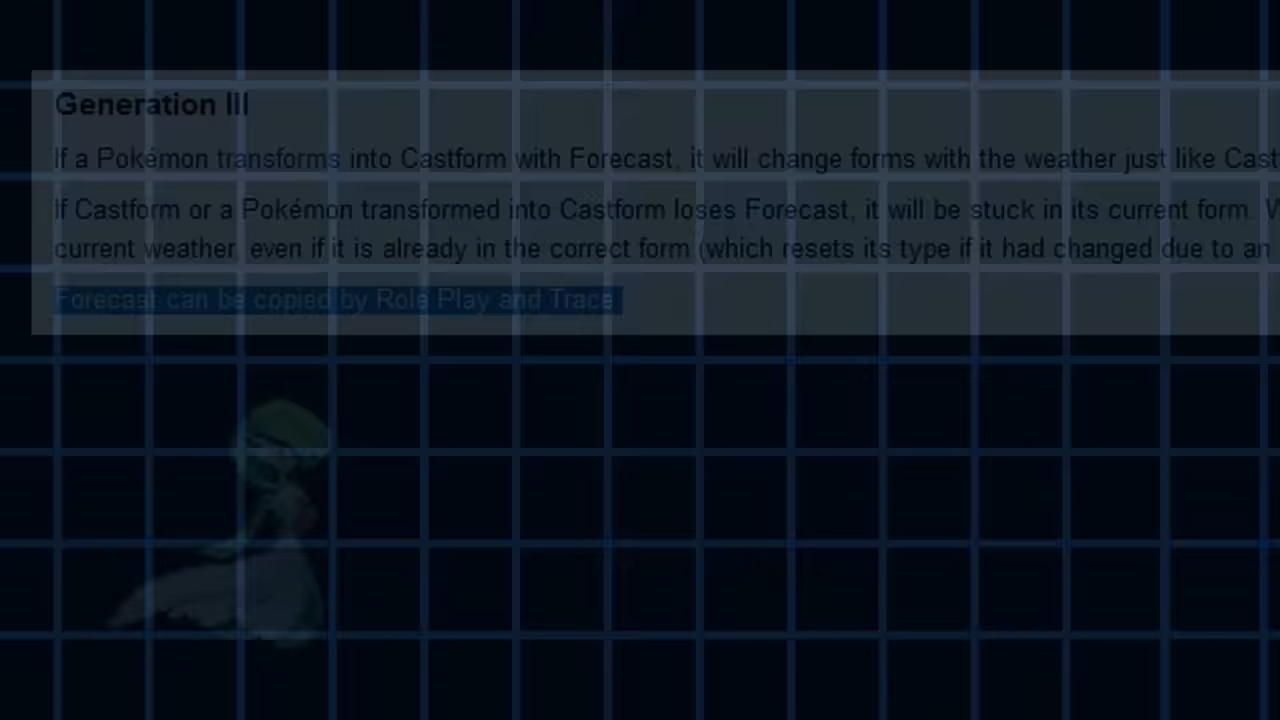 Generation III
If a Pokémon transforms into Castform with Forecast, it will change forms with the weather just like Cast
If Castform or a Pokémon transformed into Castform loses Forecast, it will be stuck in its current form. W
current weather, even if it is already in the correct form (which resets its type if it had changed due to an
Forecast can be copied by Role Play and Trace.